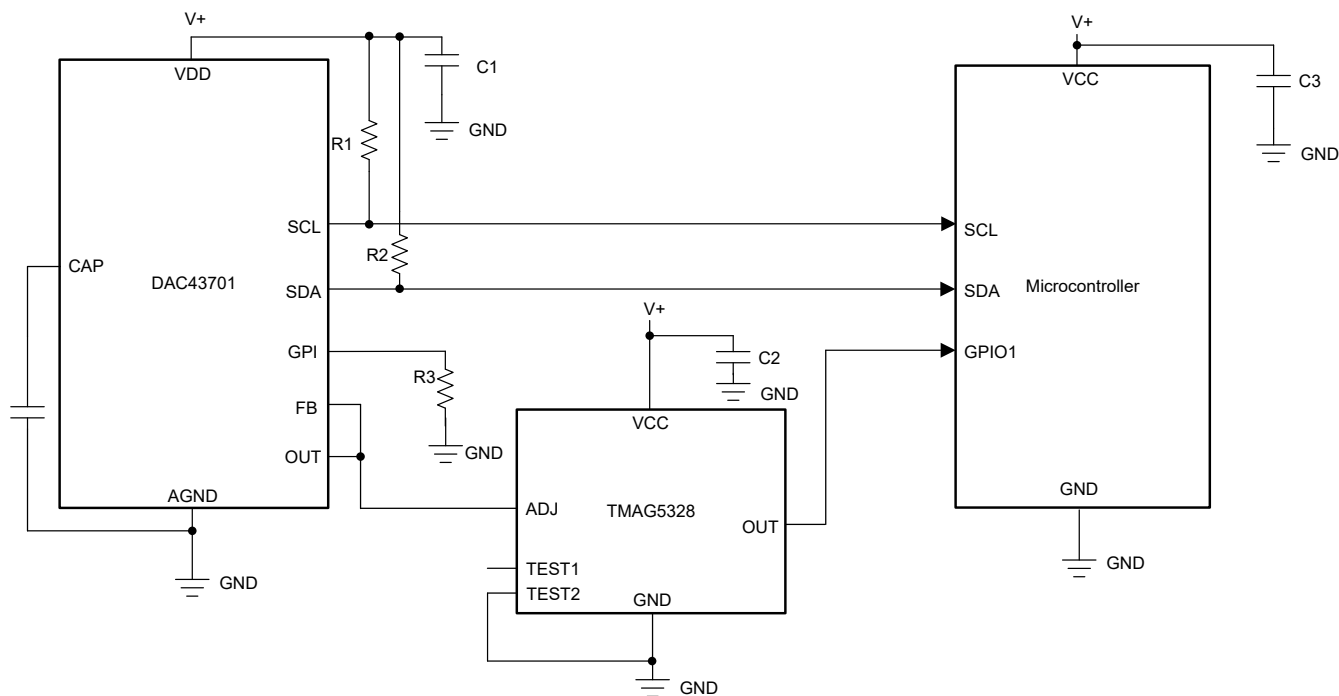 V+
VDD
C1
GND
R1
SCL
R2
CAP
DAC43701
SDA
GPI
R3
GND
FB
OUT
AGND
GND
V+
C2
GND
VCC
ADJ
TMAG5328
OUT
TEST1
TEST2
GND
GND
V+
VCC
C3
GND
SCL
SDA
Microcontroller
GPIO1
GND
GND